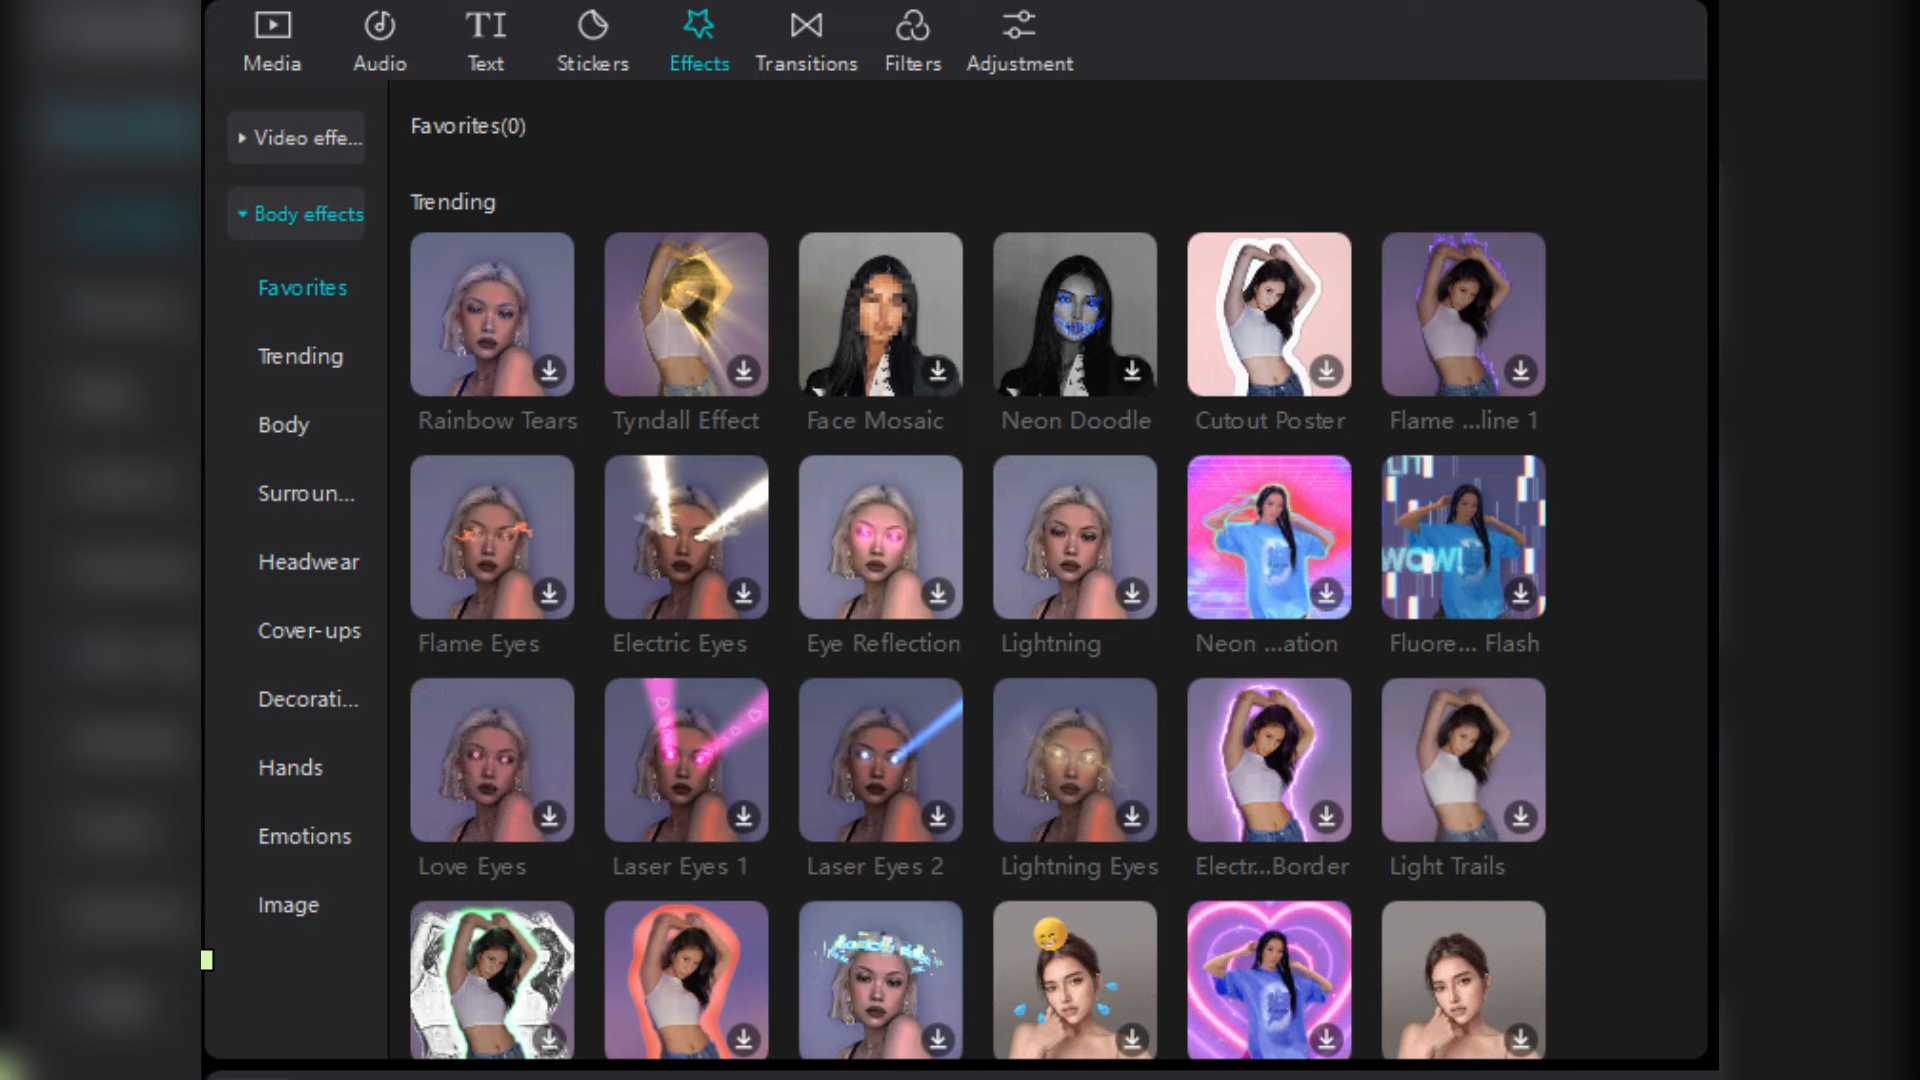 Media Audio TI Text Stickers Effects Transitions Filters Adjustment
Video effe...
Body effects
Favorites
Trending
Body
Surroun...
Headwear
Cover-ups
Decorati...
Hands
Emotions
Image
Favorites(0)
Trending
Rainbow Tears Tyndall Effect Face Mosaic Neon Doodle Cutout Poster Flame ...line 1
LIT
WOW!
Flame Eyes Electric Eyes Eye Reflection Lightning Neon ...ation Fluore... Flash
Love Eyes Laser Eyes 1 Laser Eyes 2 Lightning Eyes Electr...Border Light Trails